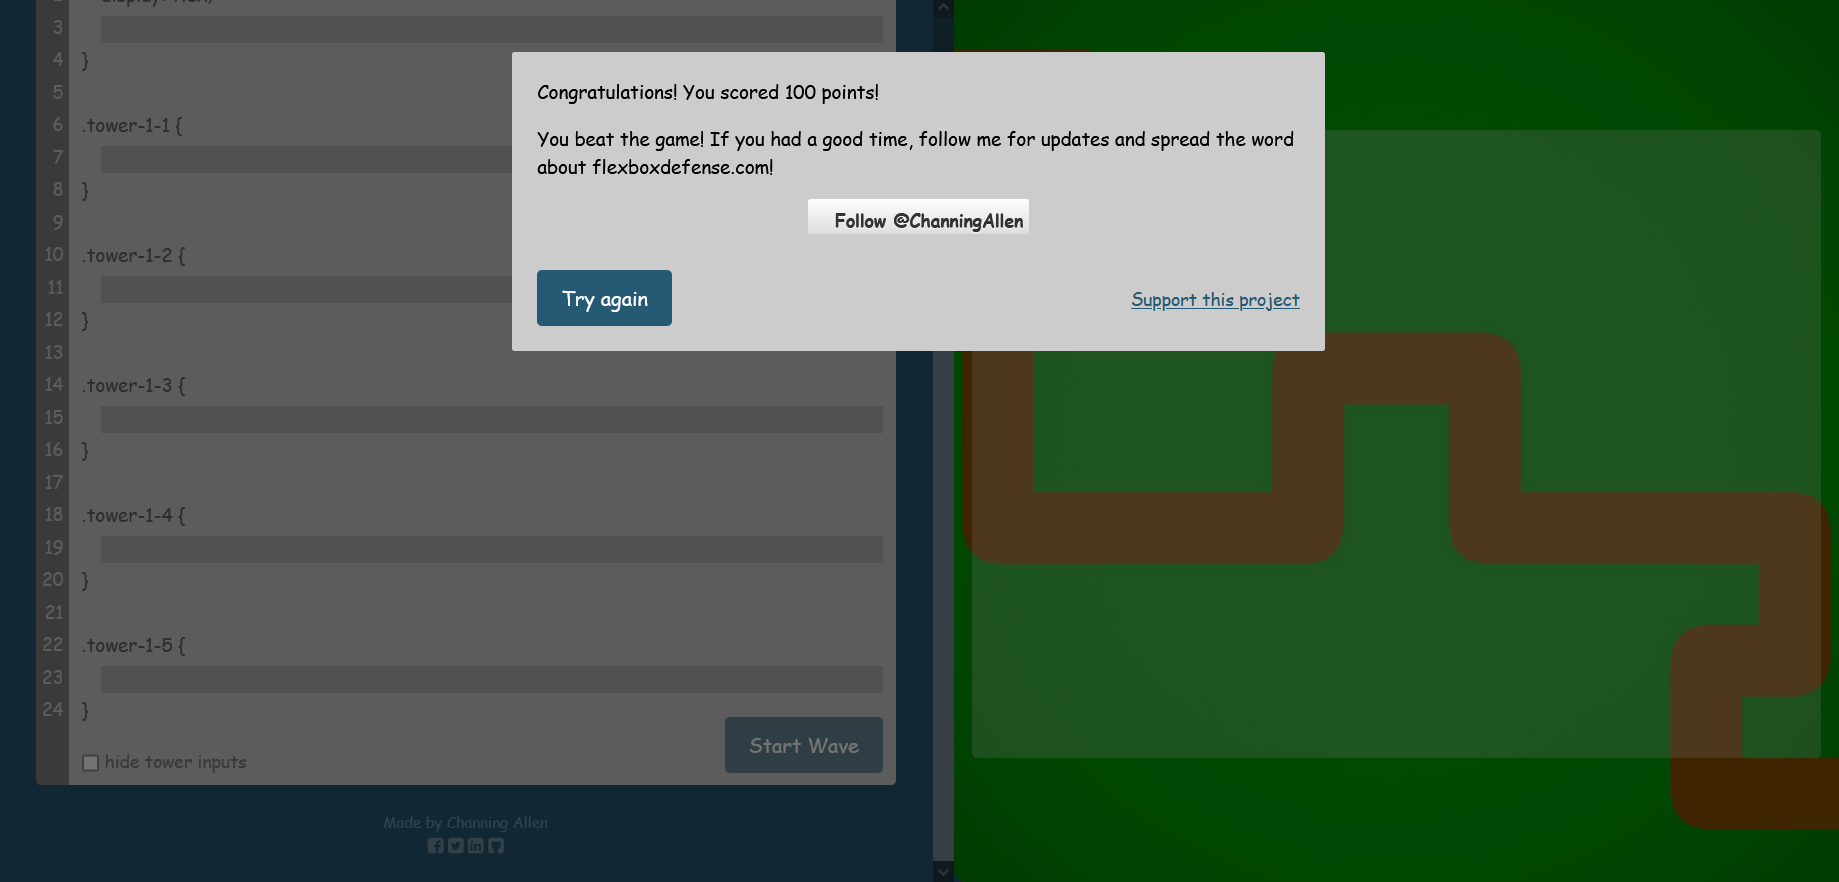 3
4 }
5
6 .tower-1-1 {
7
8 }
9
10 .tower-1-2 {
11
12 }
13
14 .tower-1-3 {
15
16 }
17
18 .tower-1-4 {
19
20 }
21
22 .tower-1-5 {
23
24 }
hide tower inputs
Start Wave
Made by Channing Allen
Congratulations! You scored 100 points!
You beat the game! If you had a good time, follow me for updates and spread the word
about flexboxdefense.com!
Follow @ChanningAllen
Try again
Support this project